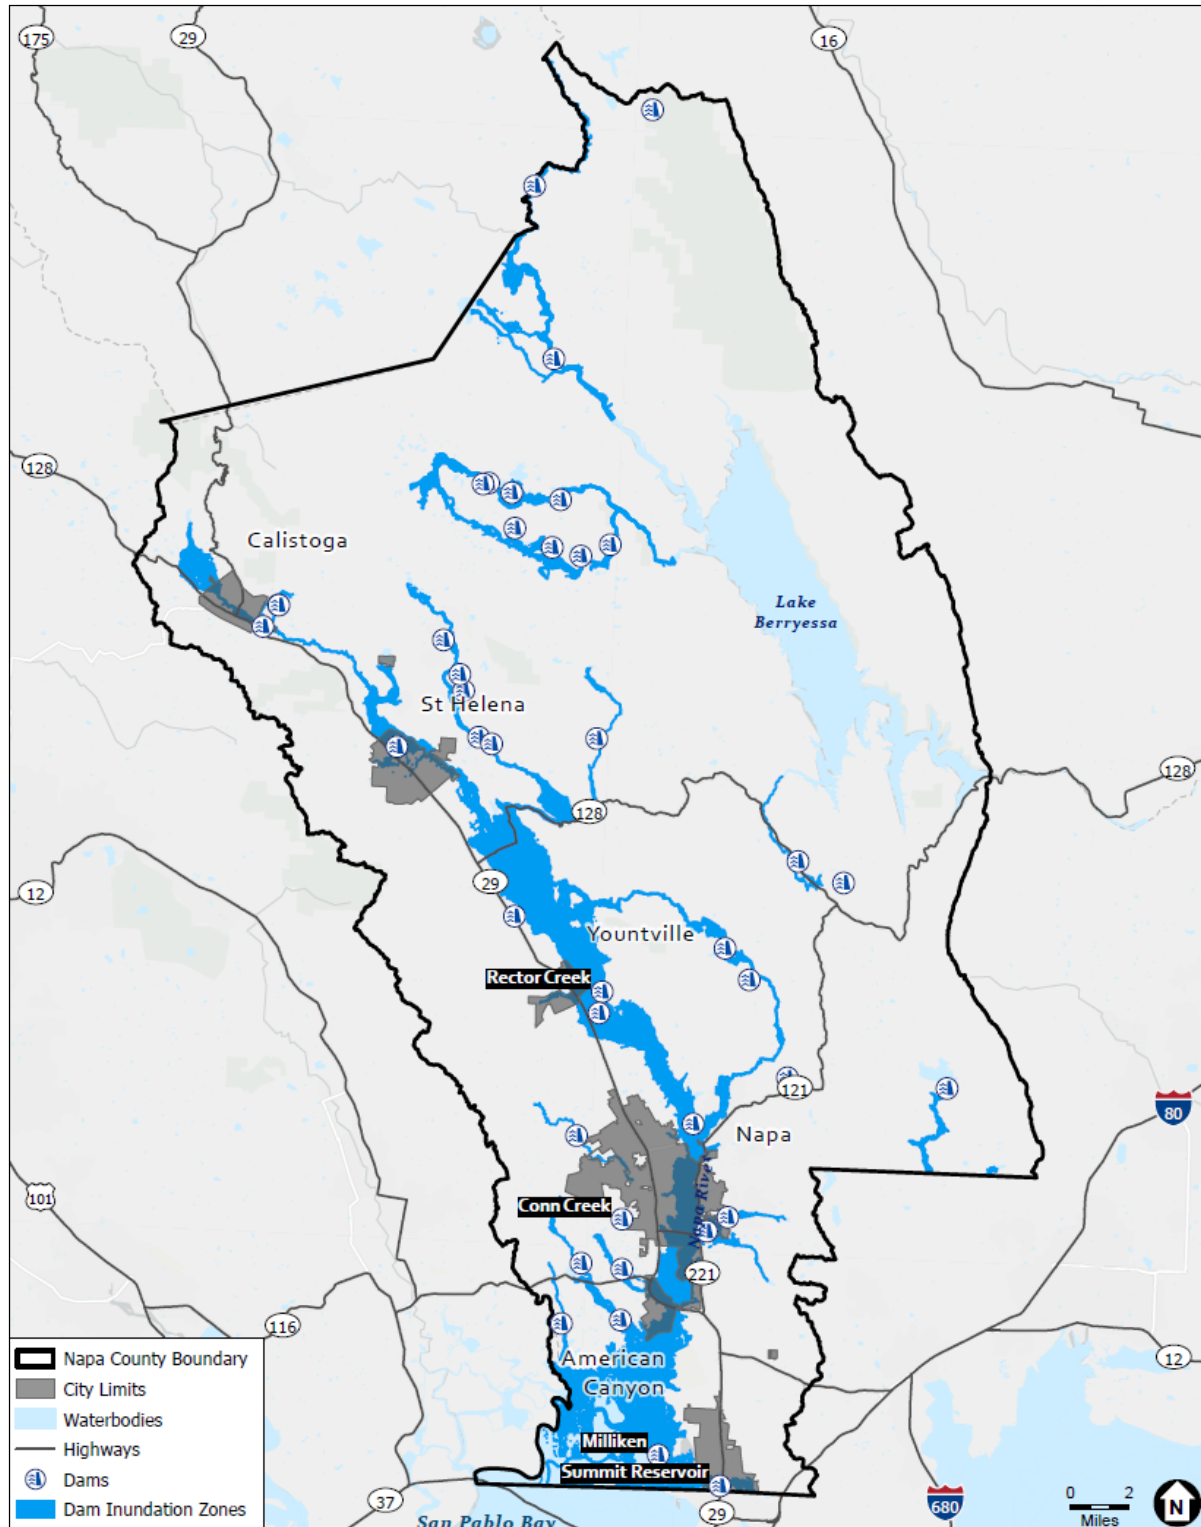 175
29
16
128
Calistoga
Lake
Berryessa
St Helena
128
128
12
29
Yountville
Rector Creek
121
80
Napa
101
Conn Creek
Napa River
221
116
12
American
Canyon
Milliken
Summit Reservoir
37
29
680
San Pablo Bay
Napa County Boundary
City Limits
Waterbodies
Highways
Dams
Dam Inundation Zones
0 2
Miles
N